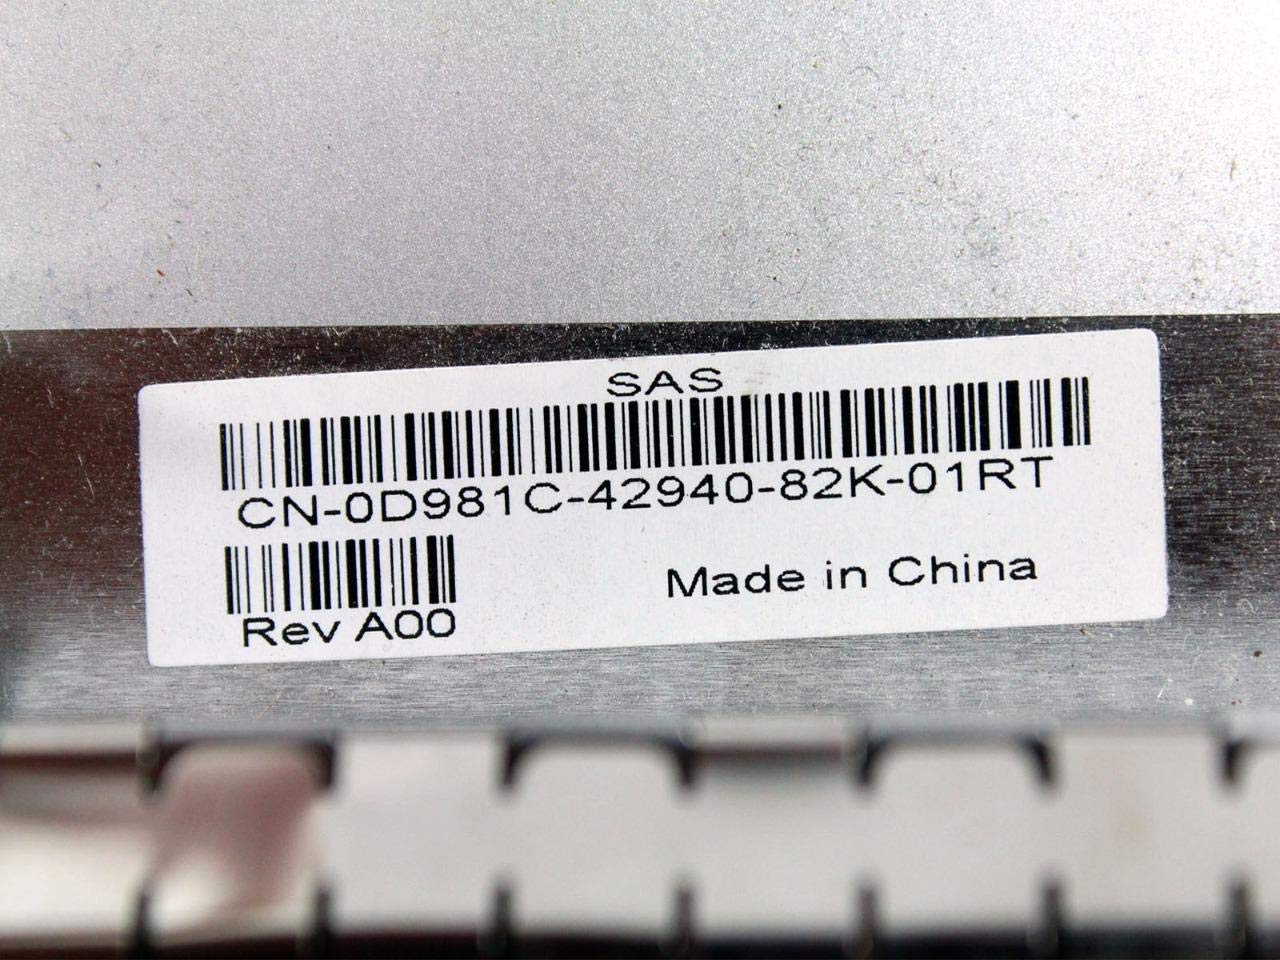 SAS
CN-0D981C-42940-82K-01RT
Rev A00
Made in China